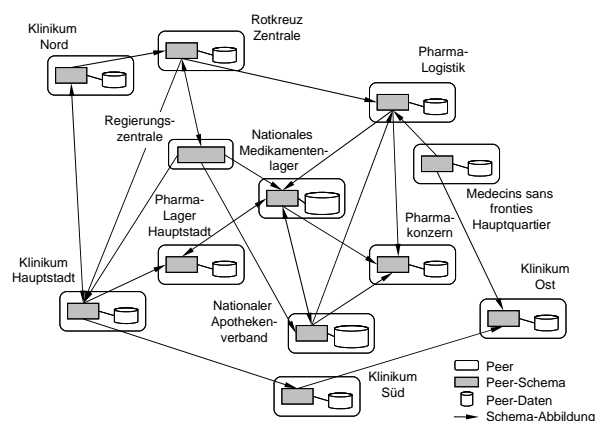 Klinikum
Nord
Rotkreuz
Zentrale
Pharma-
Logistik
Regierungs-
zentrale
Nationales
Medikamenten-
lager
Pharma-
Lager
Hauptstadt
Pharma-
konzern
Medecins sans
fronties
Hauptquartier
Klinikum
Hauptstadt
Nationaler
Apotheken-
verband
Klinikum
Ost
Klinikum
Süd
Peer
Peer-Schema
Peer-Daten
Schema-Abbildung